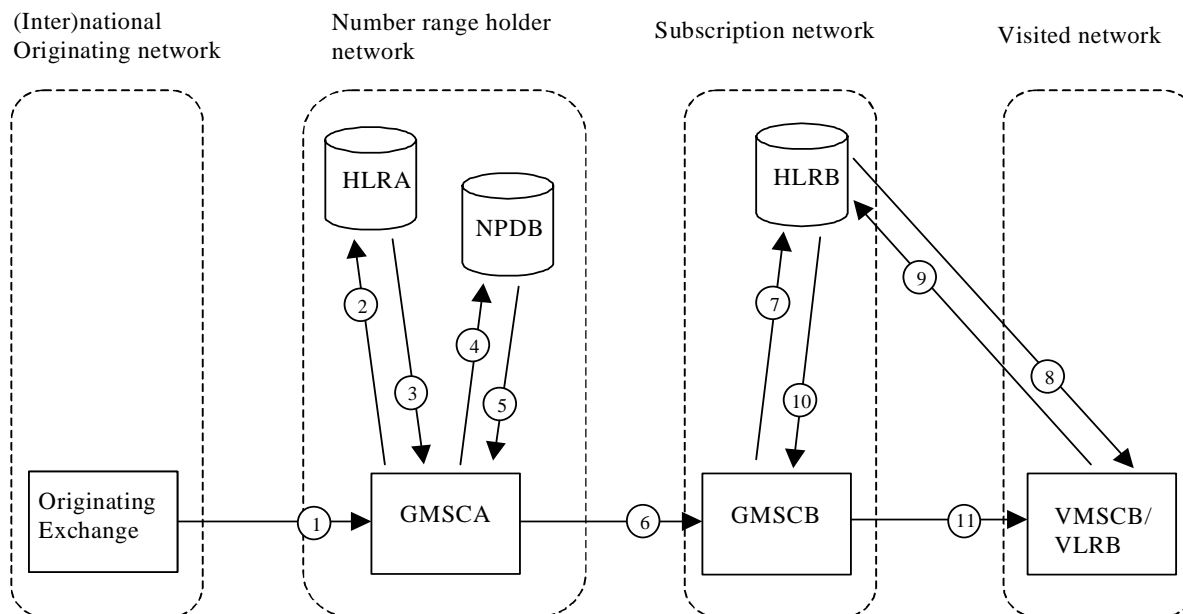 (Inter)national
Originating network
Number range holder
network
Subscription network
Visited network
HLRA
NPDB
HLRB
2
4
3
5
7
10
9
8
Originating
Exchange
1
GMSCA
6
GMSCB
11
VMSCB/
VLRB